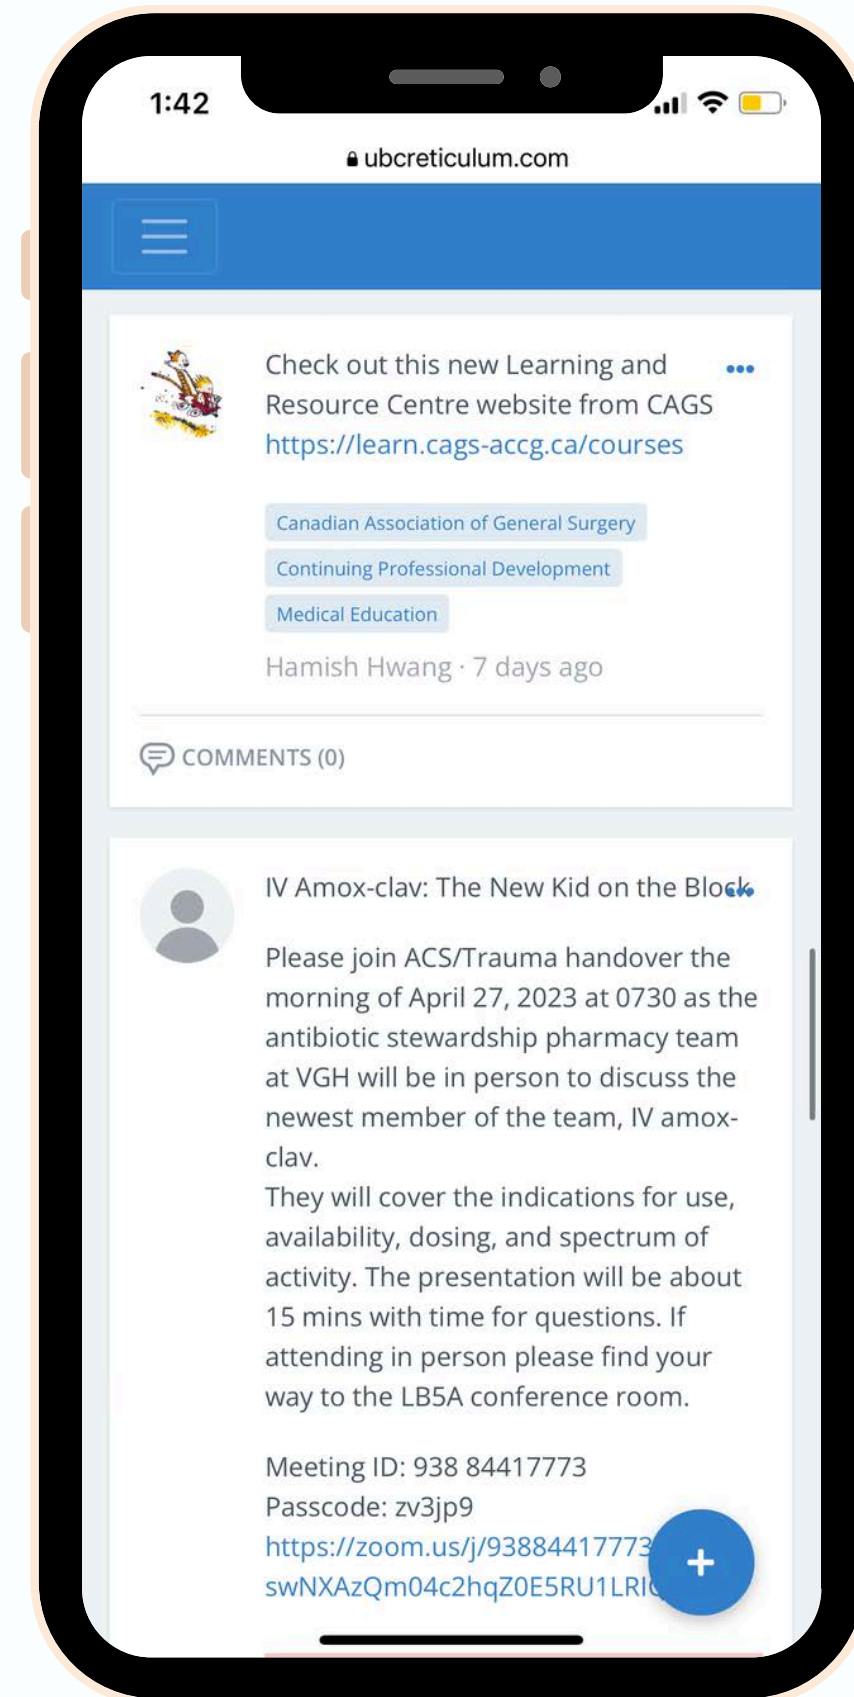 1:42
ubcreticulum.com
Check out this new Learning and
Resource Centre website from CAGS
https://learn.cags-accg.ca/courses
Canadian Association of General Surgery
Continuing Professional Development
Medical Education
Hamish Hwang · 7 days ago
COMMENTS (0)
IV Amox-clav: The New Kid on the Block
Please join ACS/Trauma handover the
morning of April 27, 2023 at 0730 as the
antibiotic stewardship pharmacy team
at VGH will be in person to discuss the
newest member of the team, IV amox-
clav.
They will cover the indications for use,
availability, dosing, and spectrum of
activity. The presentation will be about
15 mins with time for questions. If
attending in person please find your
way to the LB5A conference room.
Meeting ID: 938 84417773
Passcode: zv3jp9
https://zoom.us/j/93884417773
swNXAzQm04c2hqZ0E5RU1LRI